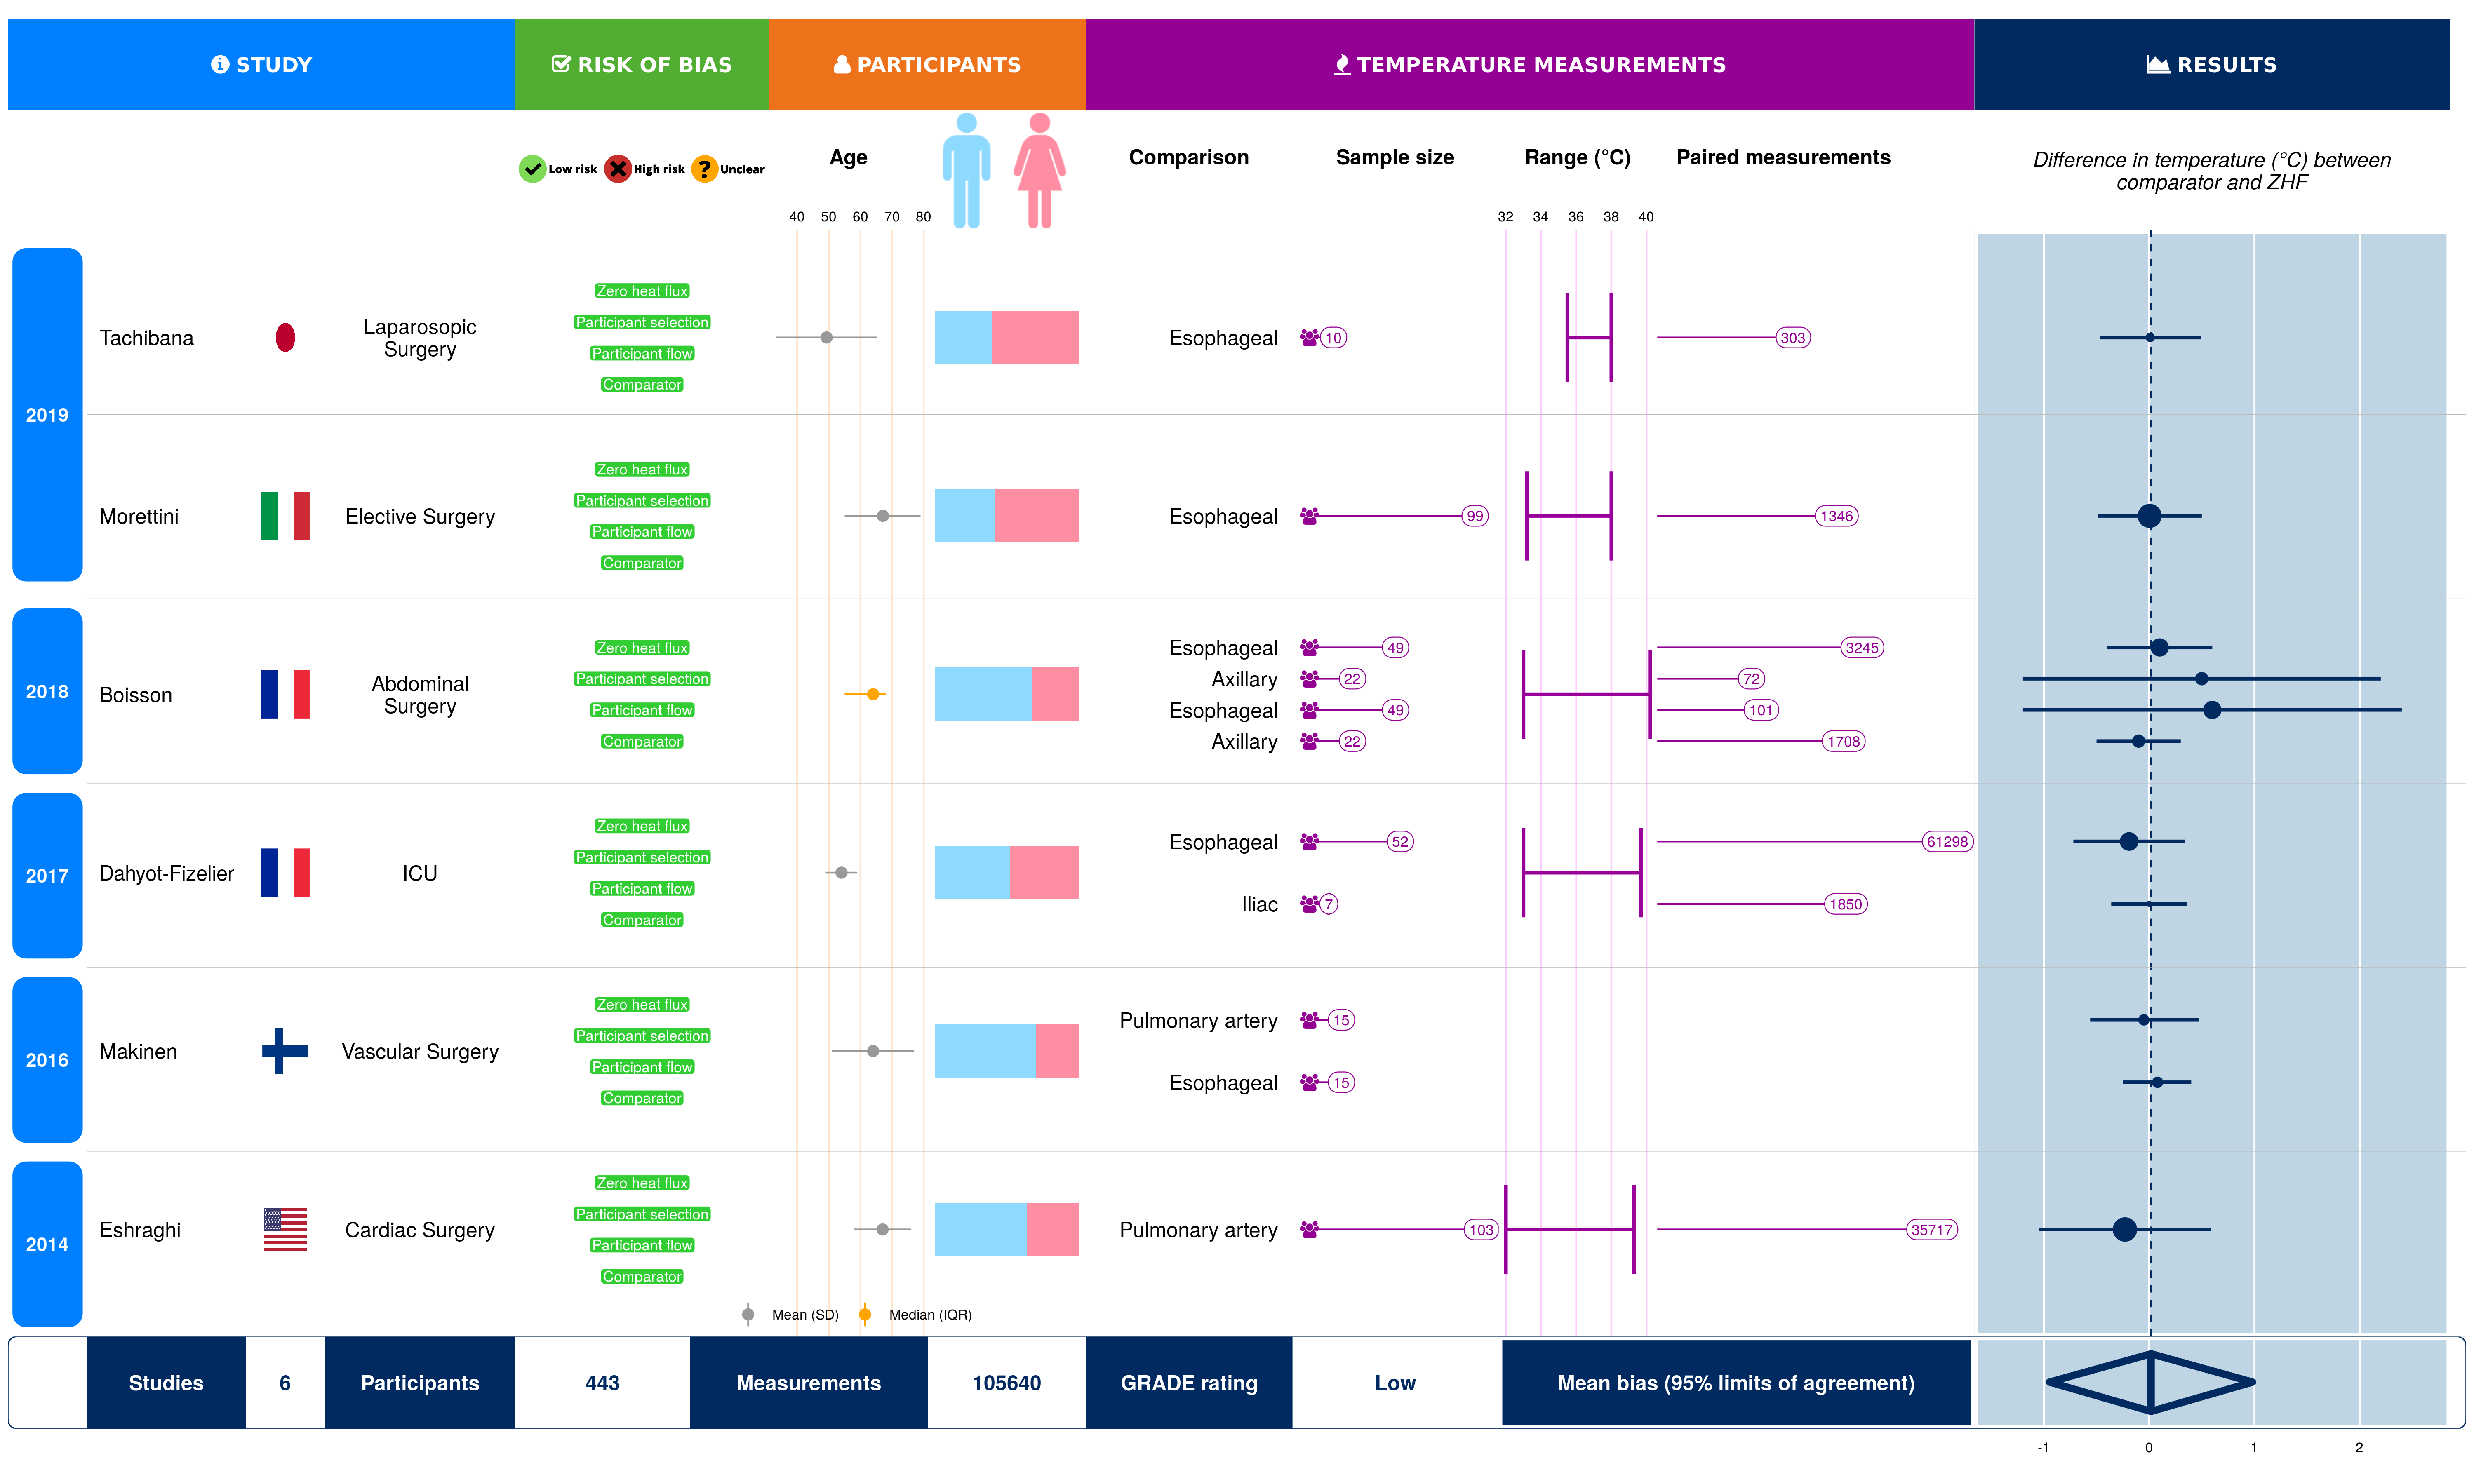 STUDY
RISK OF BIAS
PARTICIPANTS
TEMPERATURE MEASUREMENTS
RESULTS
Low risk High risk ? Unclear
Age
Comparison
Sample size
Range (°C)
Paired measurements
Difference in temperature (°C) between
comparator and ZHF
40 50 60 70 80
32 34 36 38 40
2019
Tachibana
Laparosopic
Surgery
Zero heat flux
Participant selection
Participant flow
Comparator
Esophageal
10
303
Morettini
Elective Surgery
Zero heat flux
Participant selection
Participant flow
Comparator
Esophageal
99
1346
2018
Boisson
Abdominal
Surgery
Zero heat flux
Participant selection
Participant flow
Comparator
Esophageal 49 3245
Axillary 22 72
Esophageal 49 101
Axillary 22 1708
2017
Dahyot-Fizelier
ICU
Zero heat flux
Participant selection
Participant flow
Comparator
Esophageal 52 61298
Iliac 7 1850
2016
Makinen
Vascular Surgery
Zero heat flux
Participant selection
Participant flow
Comparator
Pulmonary artery 15
Esophageal 15
2014
Eshraghi
Cardiac Surgery
Zero heat flux
Participant selection
Participant flow
Comparator
Pulmonary artery 103 35717
Mean (SD) Median (IQR)
Studies 6 Participants 443 Measurements 105640 GRADE rating Low Mean bias (95% limits of agreement)
-1 0 1 2